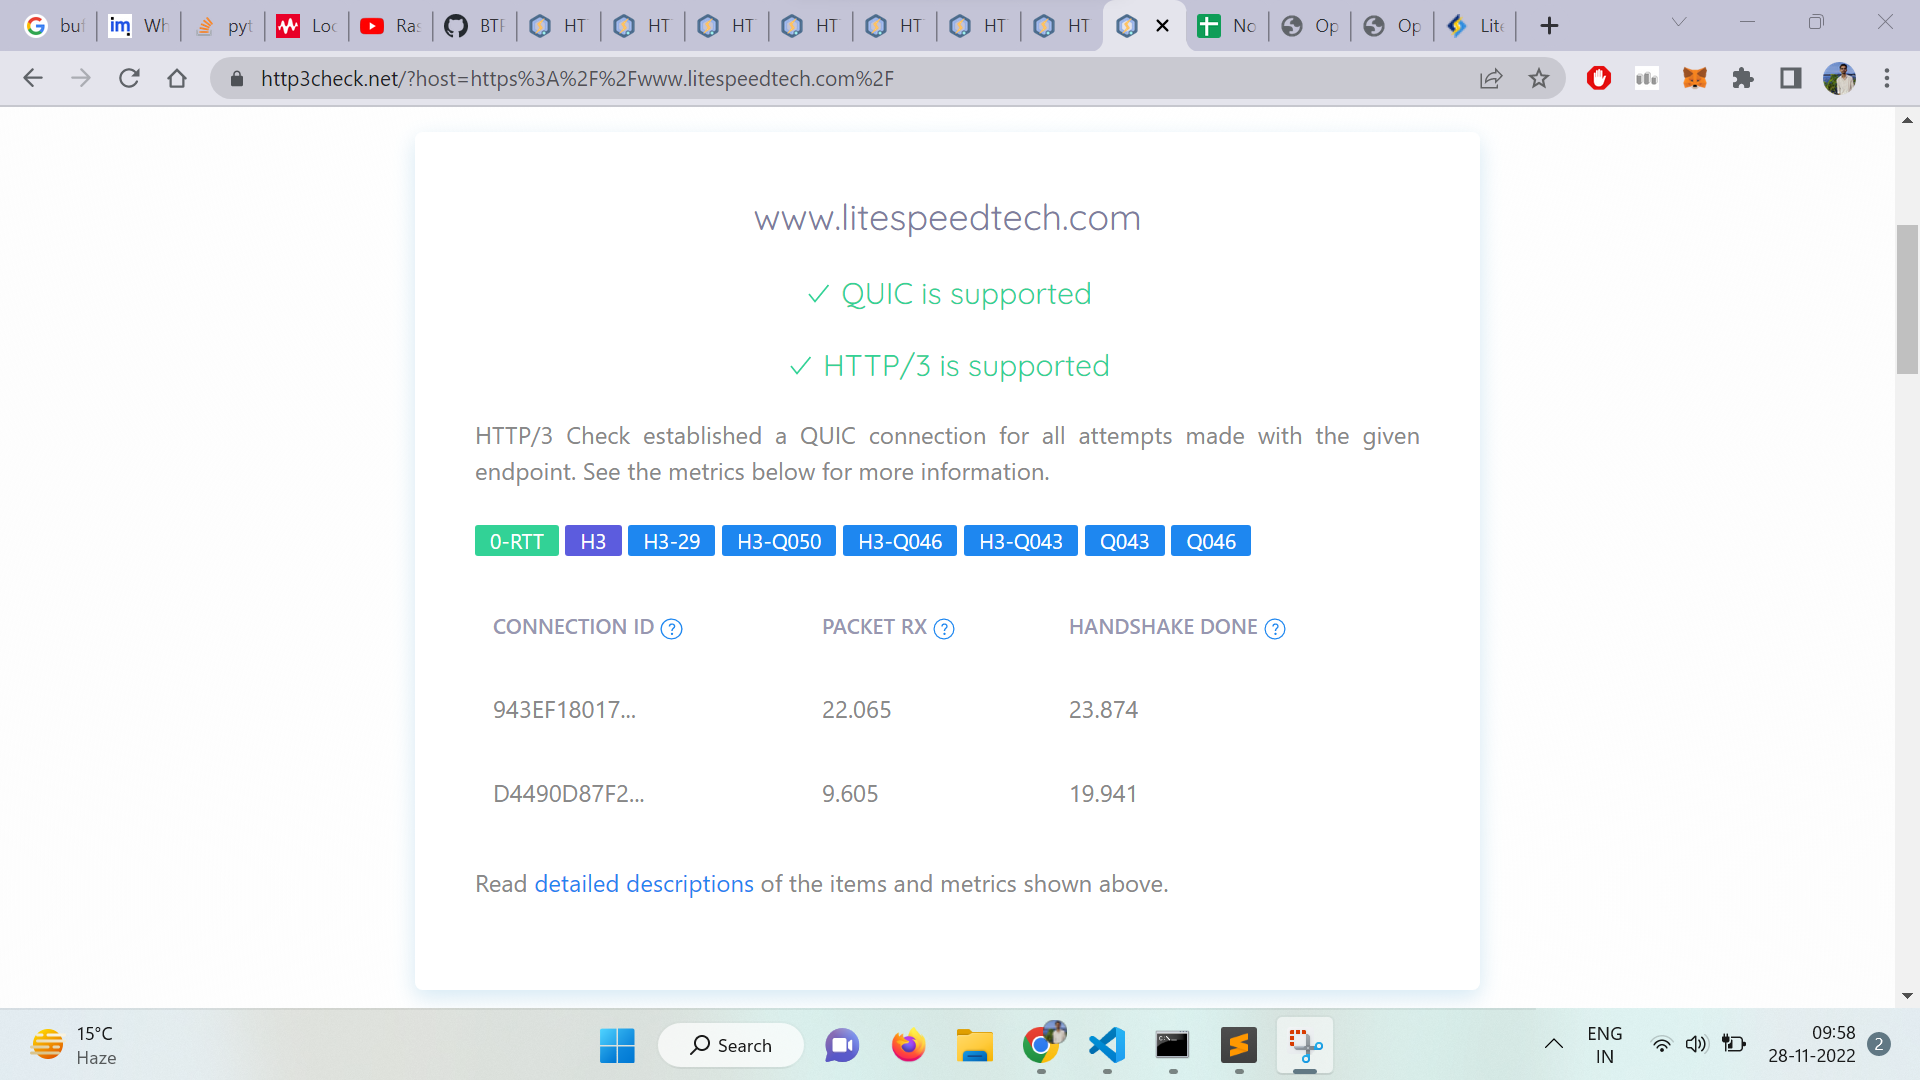 but
Wh
pyt
Loc
Ras
BTF
HT
HT
HT
HT
HT
HT
HT
No
Op
Op
Lite
http3check.net/?host=https%3A%2F%2Fwww.litespeedtech.com%2F
www.litespeedtech.com
✓ QUIC is supported
✓ HTTP/3 is supported
HTTP/3 Check established a QUIC connection for all attempts made with the given
endpoint. See the metrics below for more information.
0-RTT H3 H3-29 H3-Q050 H3-Q046 H3-Q043 Q043 Q046
CONNECTION ID ? PACKET RX ? HANDSHAKE DONE ?
943EF18017... 22.065 23.874
D4490D87F2... 9.605 19.941
Read detailed descriptions of the items and metrics shown above.
15°C
Haze
Search
ENG
IN
09:58
28-11-2022
2